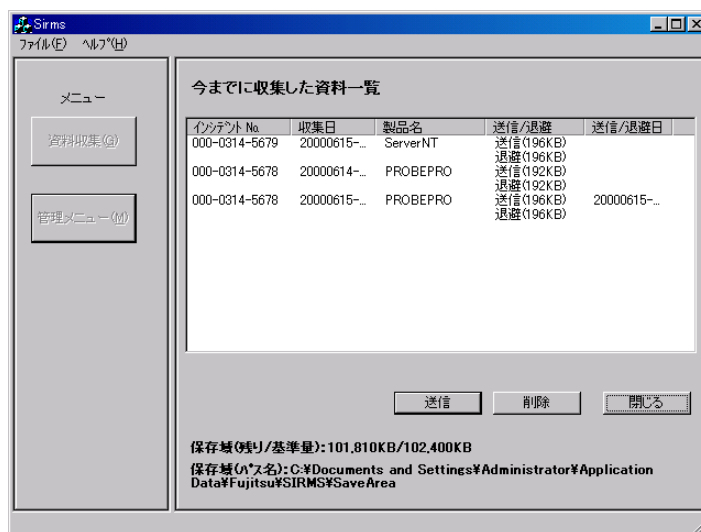 Sirms
ファイル(F) ヘルプ(H)
メニュー
資料収集(G)
管理メニュー(M)
今までに収集した資料一覧
インシデント No. 収集日 製品名 送信/退避 送信/退避日
000-0314-5679 20000615-... ServerNT 送信(196KB)
退避(196KB)
000-0314-5678 20000614-... PROBEPRO 送信(192KB)
退避(192KB)
000-0314-5678 20000615-... PROBEPRO 送信(196KB) 20000615-...
退避(196KB)
送信 削除 閉じる
保存域(残り/基準量):101,810KB/102,400KB
保存域(パス名):C:¥Documents and Settings¥Administrator¥Application
Data¥Fujitsu¥SIRMS¥SaveArea